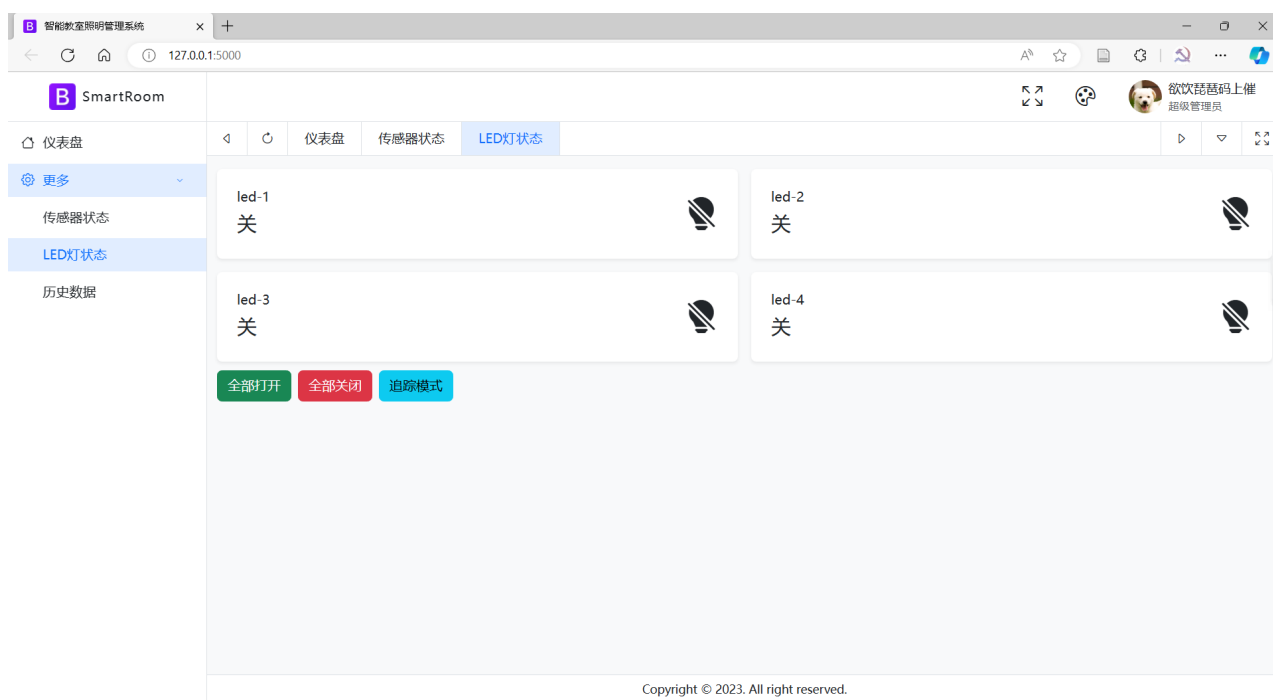 B 智能教室照明管理系统
127.0.0.1:5000
B SmartRoom
欲饮琵琶码上催
超级管理员
仪表盘
仪表盘 传感器状态 LED灯状态
更多
传感器状态
LED灯状态
历史数据
led-1
关
led-2
关
led-3
关
led-4
关
全部打开 全部关闭 追踪模式
Copyright © 2023. All right reserved.